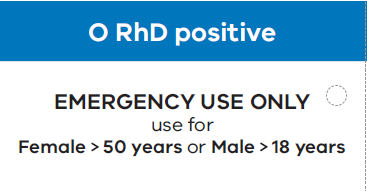 O RhD positive
EMERGENCY USE ONLY
use for
Female > 50 years or Male > 18 years